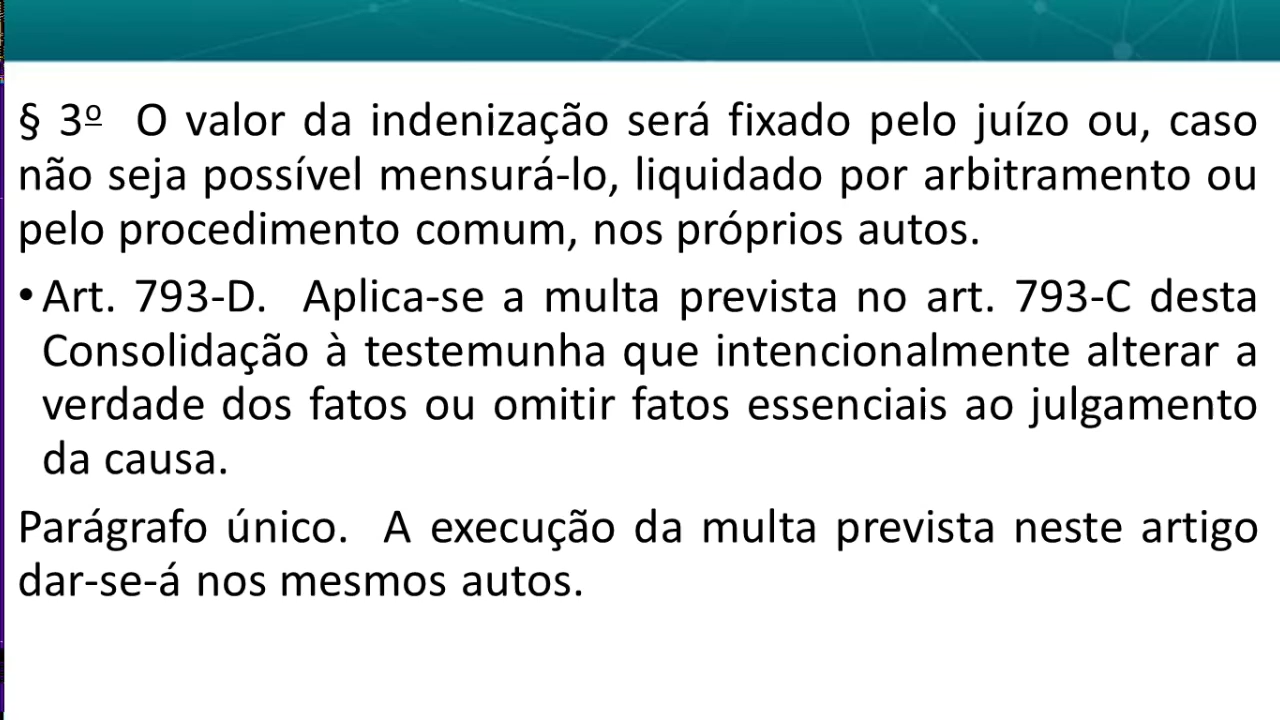 § 3º O valor da indenização será fixado pelo juízo ou, caso
não seja possível mensurá-lo, liquidado por arbitramento ou
pelo procedimento comum, nos próprios autos.
• Art. 793-D. Aplica-se a multa prevista no art. 793-C desta
Consolidação à testemunha que intencionalmente alterar a
verdade dos fatos ou omitir fatos essenciais ao julgamento
da causa.
Parágrafo único. A execução da multa prevista neste artigo
dar-se-á nos mesmos autos.